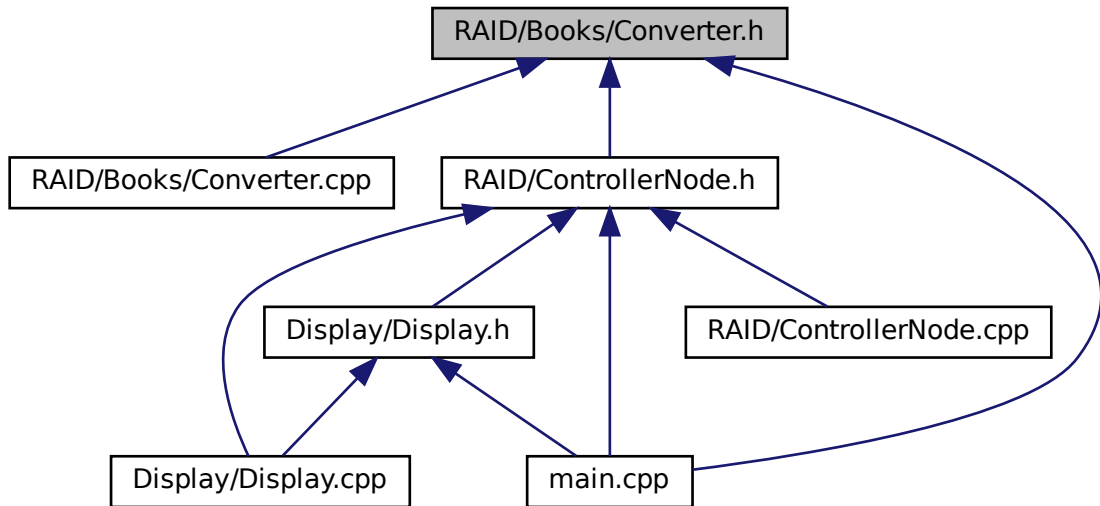 RAID/Books/Converter.h
RAID/Books/Converter.cpp
RAID/ControllerNode.h
Display/Display.h
RAID/ControllerNode.cpp
Display/Display.cpp
main.cpp